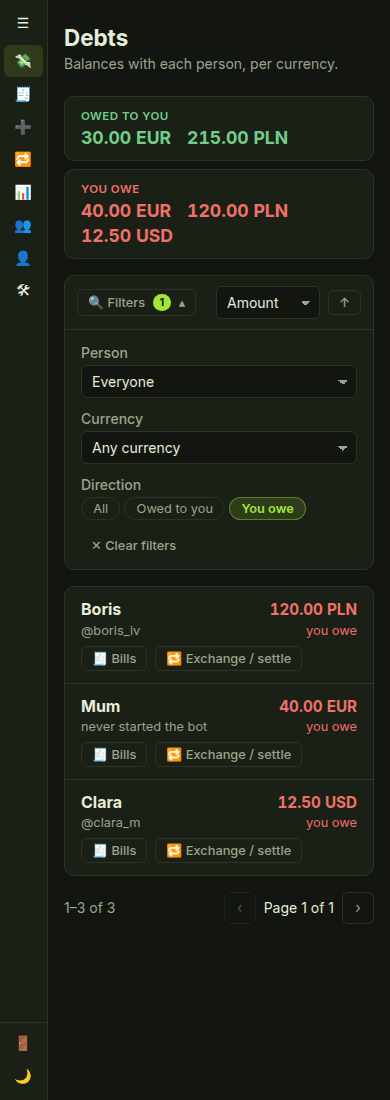 Debts
Balances with each person, per currency.
OWED TO YOU
30.00 EUR 215.00 PLN
YOU OWE
40.00 EUR 120.00 PLN
12.50 USD
Filters 1 ▴
Amount
↑
Person
Everyone
Currency
Any currency
Direction
All Owed to you You owe
✕ Clear filters
Boris 120.00 PLN
@boris_iv you owe
Bills Exchange / settle
Mum 40.00 EUR
never started the bot you owe
Bills Exchange / settle
Clara 12.50 USD
@clara_m you owe
Bills Exchange / settle
1–3 of 3 ‹ Page 1 of 1 ›